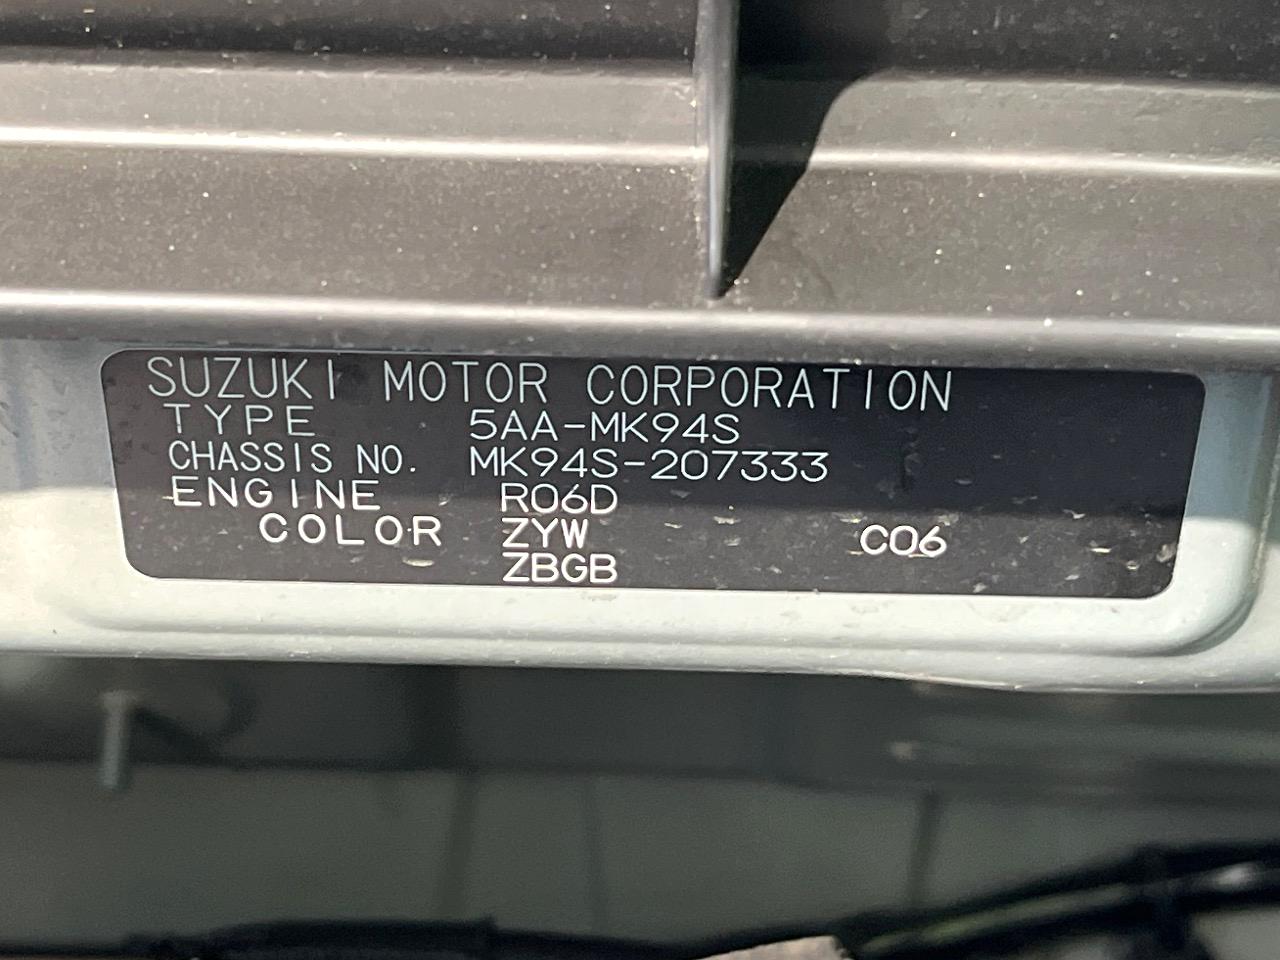 SUZUKI MOTOR CORPORATION
TYPE 5AA-MK94S
CHASSIS NO. MK94S-207333
ENGINE R06D
COLOR ZYW C06
ZBGB